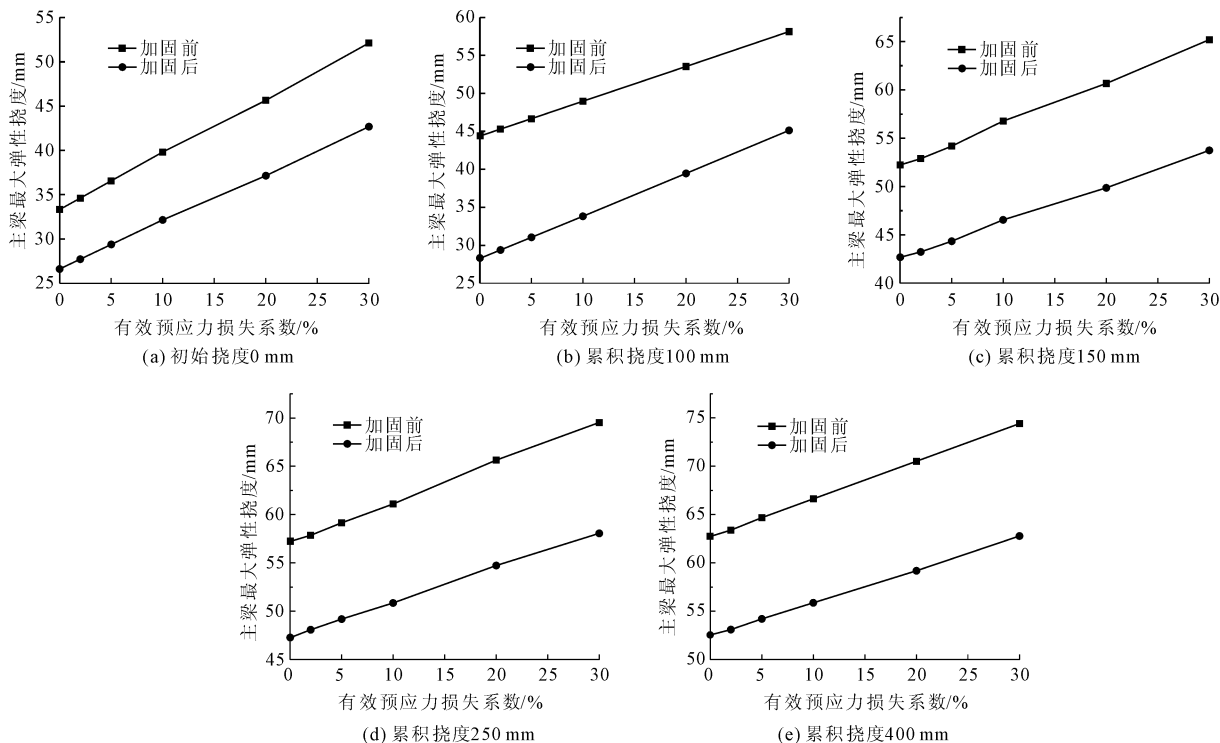 主梁最大弹性挠度/mm
55
50
45
40
35
30
25
加固前
加固后
0 5 10 15 20 25 30
有效预应力损失系数/%
(a) 初始挠度0 mm
主梁最大弹性挠度/mm
60
55
50
45
40
35
30
25
加固前
加固后
0 5 10 15 20 25 30
有效预应力损失系数/%
(b) 累积挠度100 mm
主梁最大弹性挠度/mm
65
60
55
50
45
40
加固前
加固后
0 5 10 15 20 25 30
有效预应力损失系数/%
(c) 累积挠度150 mm
主梁最大弹性挠度/mm
70
65
60
55
50
45
加固前
加固后
0 5 10 15 20 25 30
有效预应力损失系数/%
(d) 累积挠度250 mm
主梁最大弹性挠度/mm
75
70
65
60
55
50
加固前
加固后
0 5 10 15 20 25 30
有效预应力损失系数/%
(e) 累积挠度400 mm